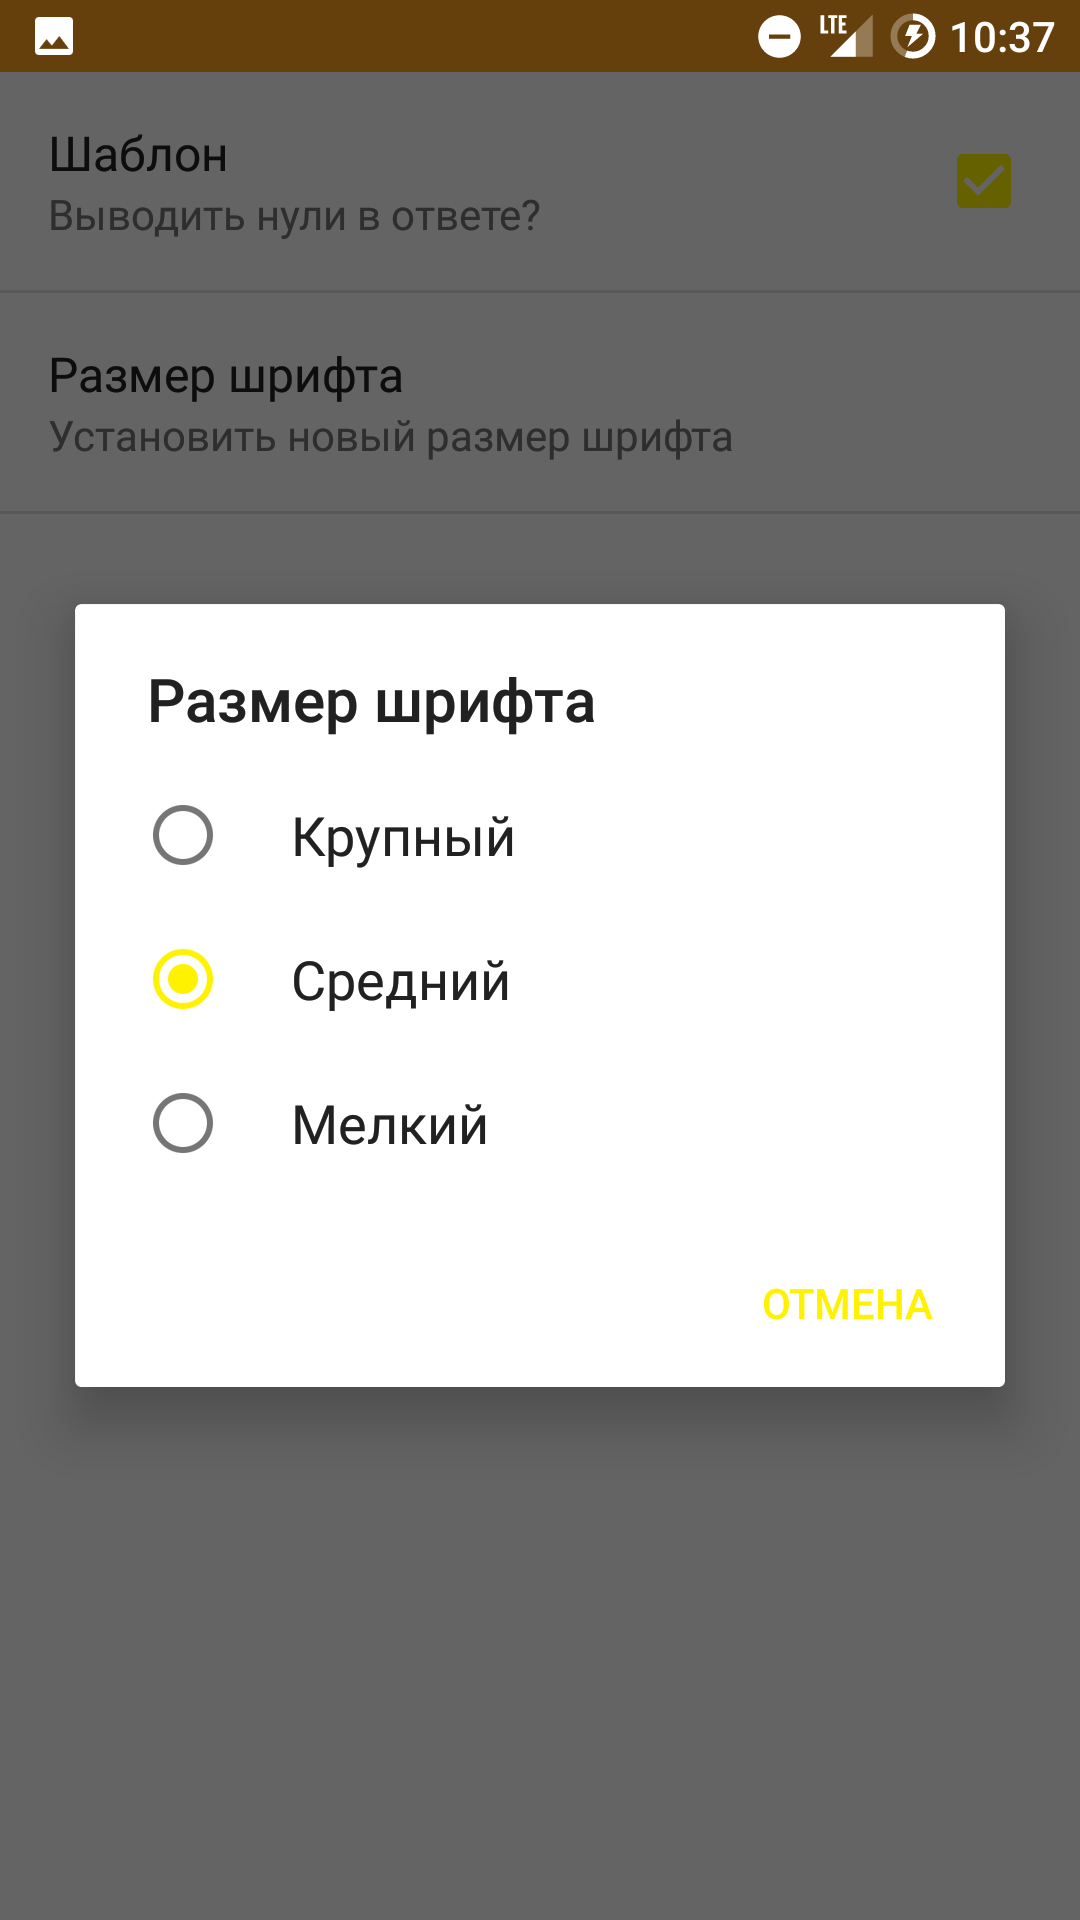 LTE 10:37
Шаблон
Выводить нули в ответе?
Размер шрифта
Установить новый размер шрифта
Размер шрифта
Крупный
Средний
Мелкий
ОТМЕНА